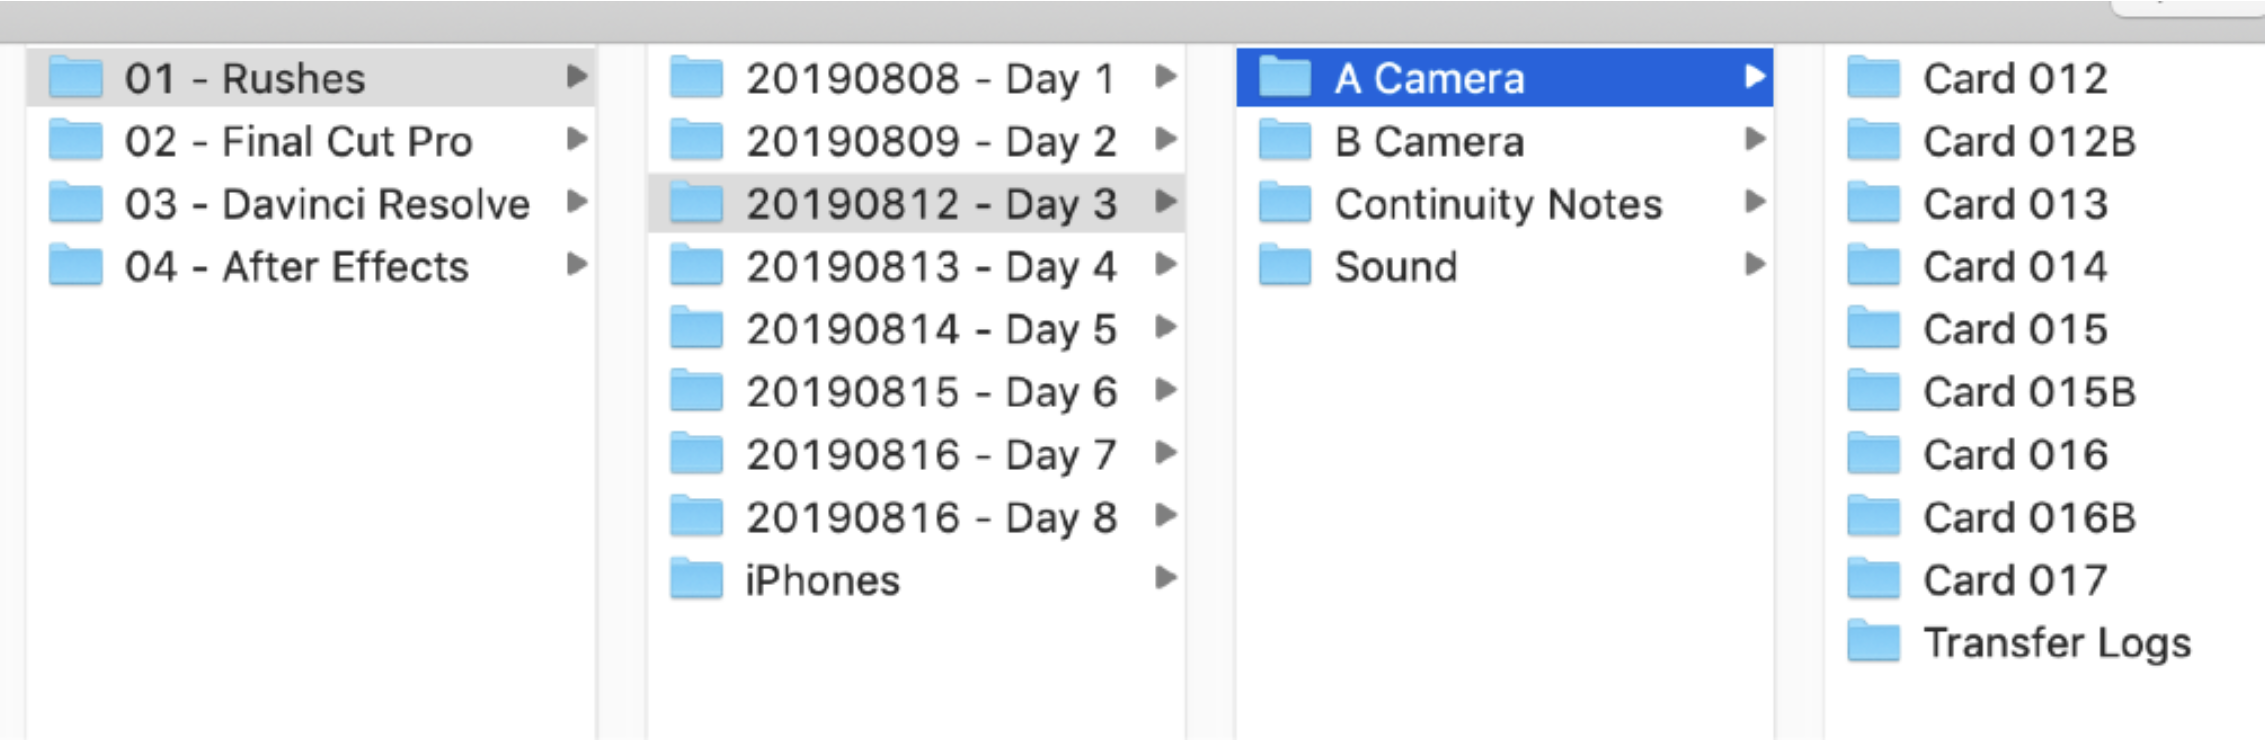 01 - Rushes
02 - Final Cut Pro
03 - Davinci Resolve
04 - After Effects
20190808 - Day 1
20190809 - Day 2
20190812 - Day 3
20190813 - Day 4
20190814 - Day 5
20190815 - Day 6
20190816 - Day 7
20190816 - Day 8
iPhones
A Camera
B Camera
Continuity Notes
Sound
Card 012
Card 012B
Card 013
Card 014
Card 015
Card 015B
Card 016
Card 016B
Card 017
Transfer Logs